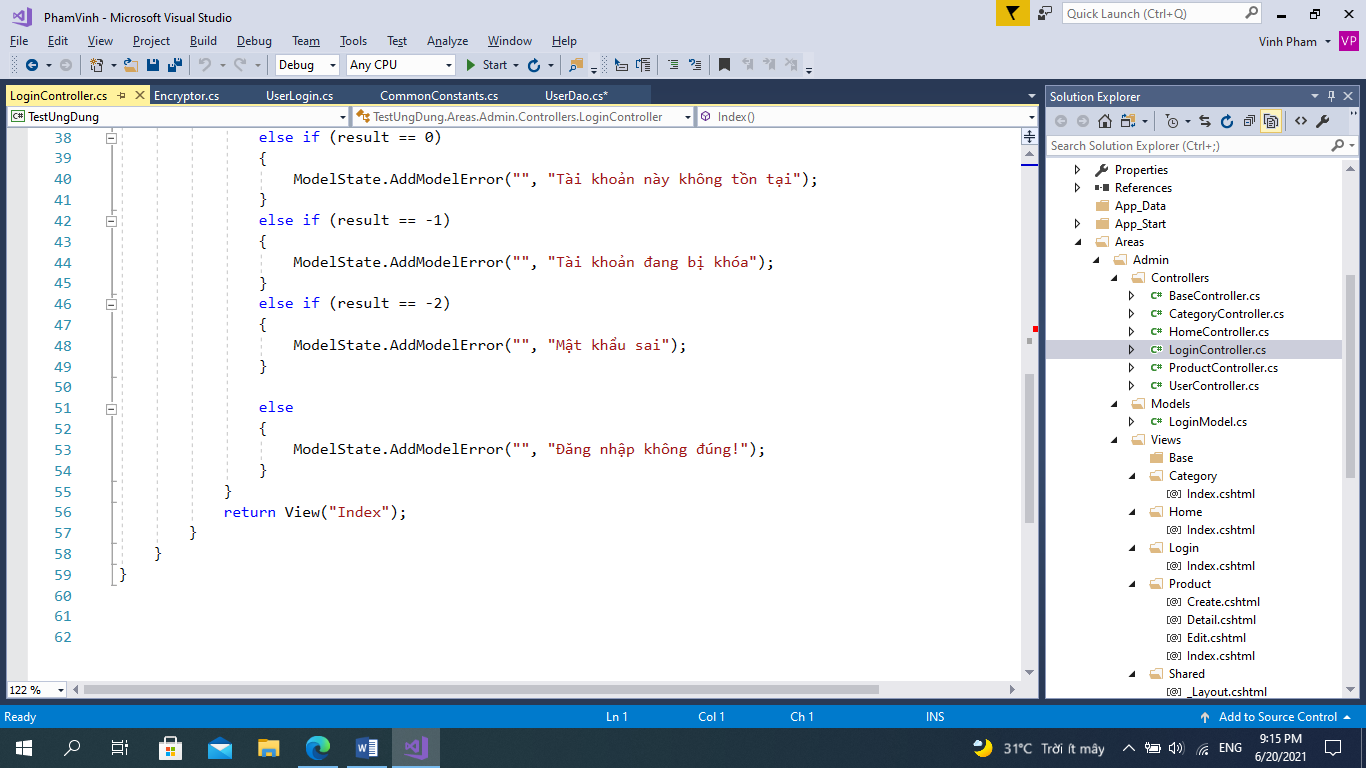 PhamVinh - Microsoft Visual Studio
Quick Launch (Ctrl+Q)
File Edit View Project Build Debug Team Tools Test Analyze Window Help
Vinh Pham VP
Debug Any CPU Start
LoginController.cs Encryptor.cs UserLogin.cs CommonConstants.cs UserDao.cs*
TestUngDung TestUngDung.Areas.Admin.Controllers.LoginController Index()
38 else if (result == 0)
39 {
40 ModelState.AddModelError("", "Tài khoản này không tồn tại");
41 }
42 else if (result == -1)
43 {
44 ModelState.AddModelError("", "Tài khoản đang bị khóa");
45 }
46 else if (result == -2)
47 {
48 ModelState.AddModelError("", "Mật khẩu sai");
49 }
50
51 else
52 {
53 ModelState.AddModelError("", "Đăng nhập không đúng!");
54 }
55 }
56 return View("Index");
57 }
58 }
59 }
60
61
62
122 %
Solution Explorer
Search Solution Explorer (Ctrl+;)
Properties
References
App_Data
App_Start
Areas
Admin
Controllers
C# BaseController.cs
C# CategoryController.cs
C# HomeController.cs
C# LoginController.cs
C# ProductController.cs
C# UserController.cs
Models
C# LoginModel.cs
Views
Base
Category
[@] Index.cshtml
Home
[@] Index.cshtml
Login
[@] Index.cshtml
Product
[@] Create.cshtml
[@] Detail.cshtml
[@] Edit.cshtml
[@] Index.cshtml
Shared
[@] _Layout.cshtml
Ready Ln 1 Col 1 Ch 1 INS Add to Source Control
31°C Trời ít mây ENG 9:15 PM
6/20/2021